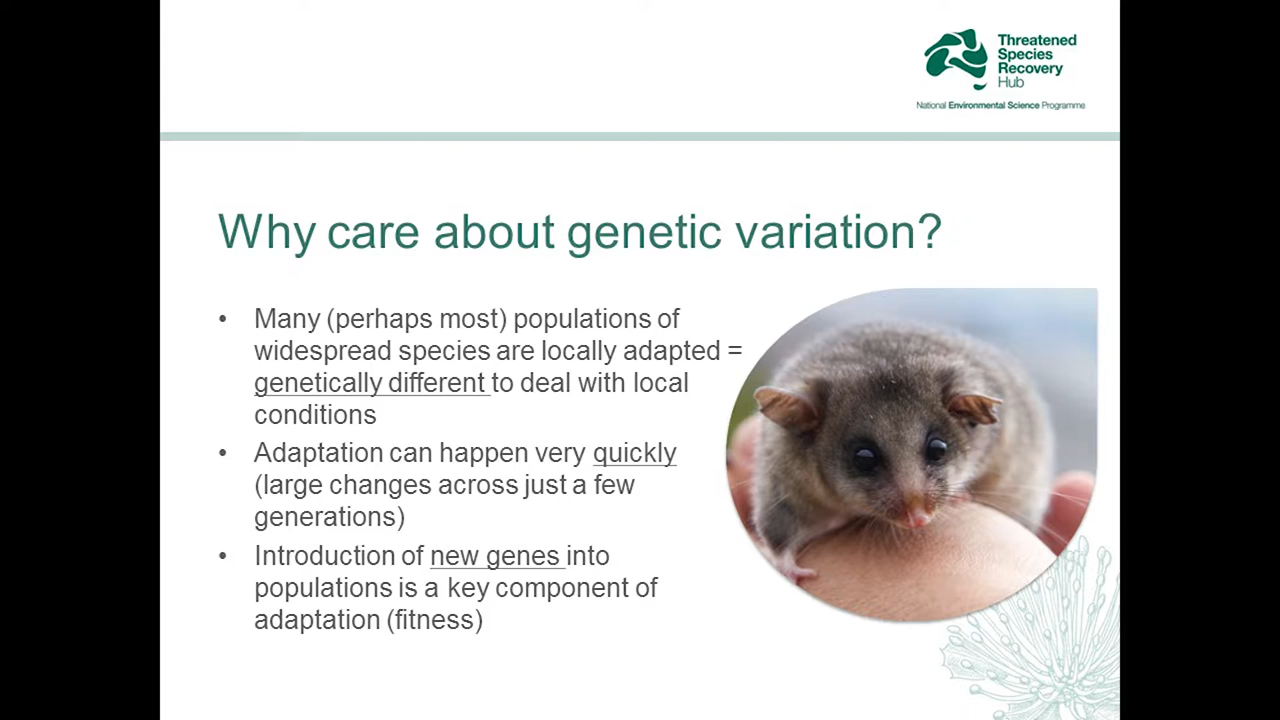 Threatened
Species
Recovery
Hub
National Environmental Science Programme
Why care about genetic variation?
• Many (perhaps most) populations of
widespread species are locally adapted =
genetically different to deal with local
conditions
• Adaptation can happen very quickly
(large changes across just a few
generations)
• Introduction of new genes into
populations is a key component of
adaptation (fitness)